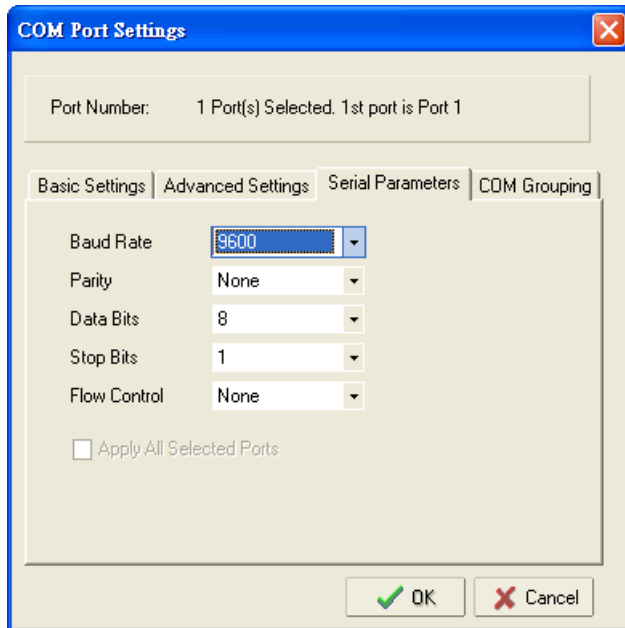 COM Port Settings
Port Number: 1 Port(s) Selected. 1st port is Port 1
Basic Settings Advanced Settings Serial Parameters COM Grouping
Baud Rate 9600
Parity None
Data Bits 8
Stop Bits 1
Flow Control None
Apply All Selected Ports
OK Cancel